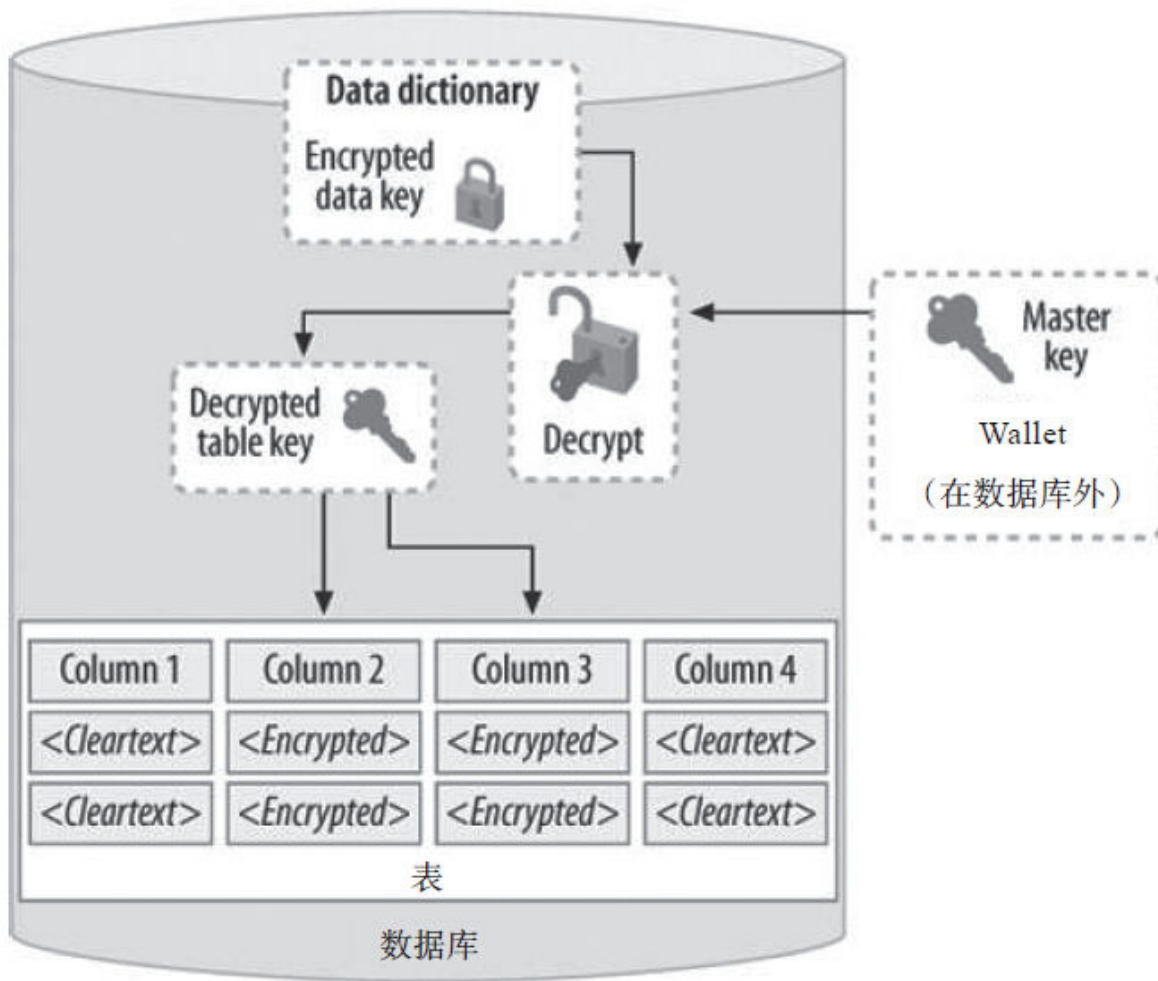 Data dictionary
Encrypted
data key
Decrypt
Master
key
Wallet
（在数据库外）
Decrypted
table key
Column 1 Column 2 Column 3 Column 4
<Cleartext> <Encrypted> <Encrypted> <Cleartext>
<Cleartext> <Encrypted> <Encrypted> <Cleartext>
表
数据库